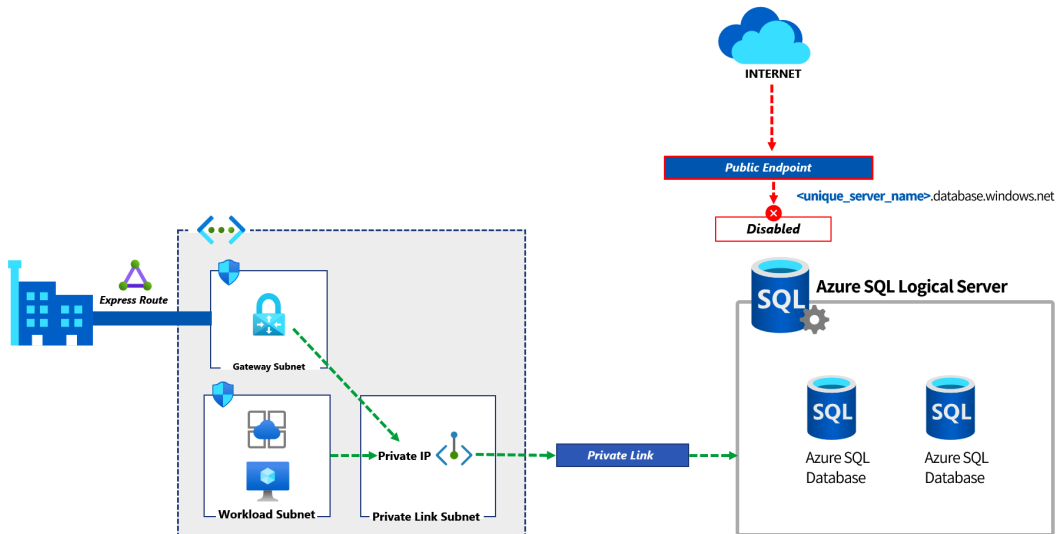 INTERNET
Public Endpoint
<unique_server_name>.database.windows.net
Disabled
Express Route
SQL
Azure SQL Logical Server
Gateway Subnet
SQL
SQL
Private IP
Private Link
Azure SQL
Database
Azure SQL
Database
Workload Subnet
Private Link Subnet